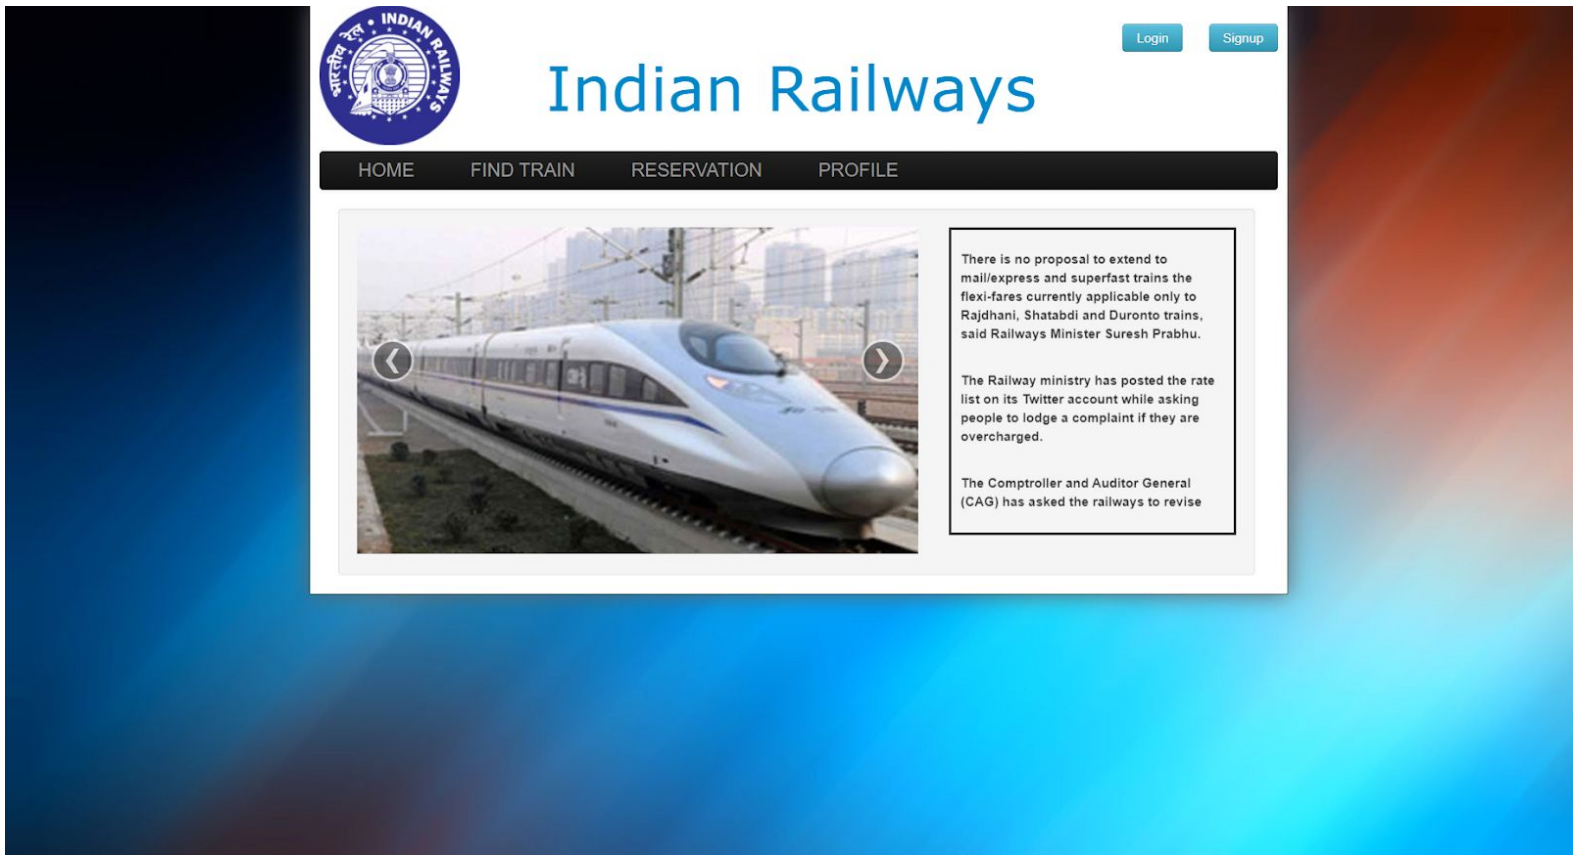 भारतीय रेल • INDIAN RAILWAYS
Login
Signup
Indian Railways
HOME
FIND TRAIN
RESERVATION
PROFILE
There is no proposal to extend to
mail/express and superfast trains the
flexi-fares currently applicable only to
Rajdhani, Shatabdi and Duronto trains,
said Railways Minister Suresh Prabhu.
The Railway ministry has posted the rate
list on its Twitter account while asking
people to lodge a complaint if they are
overcharged.
The Comptroller and Auditor General
(CAG) has asked the railways to revise